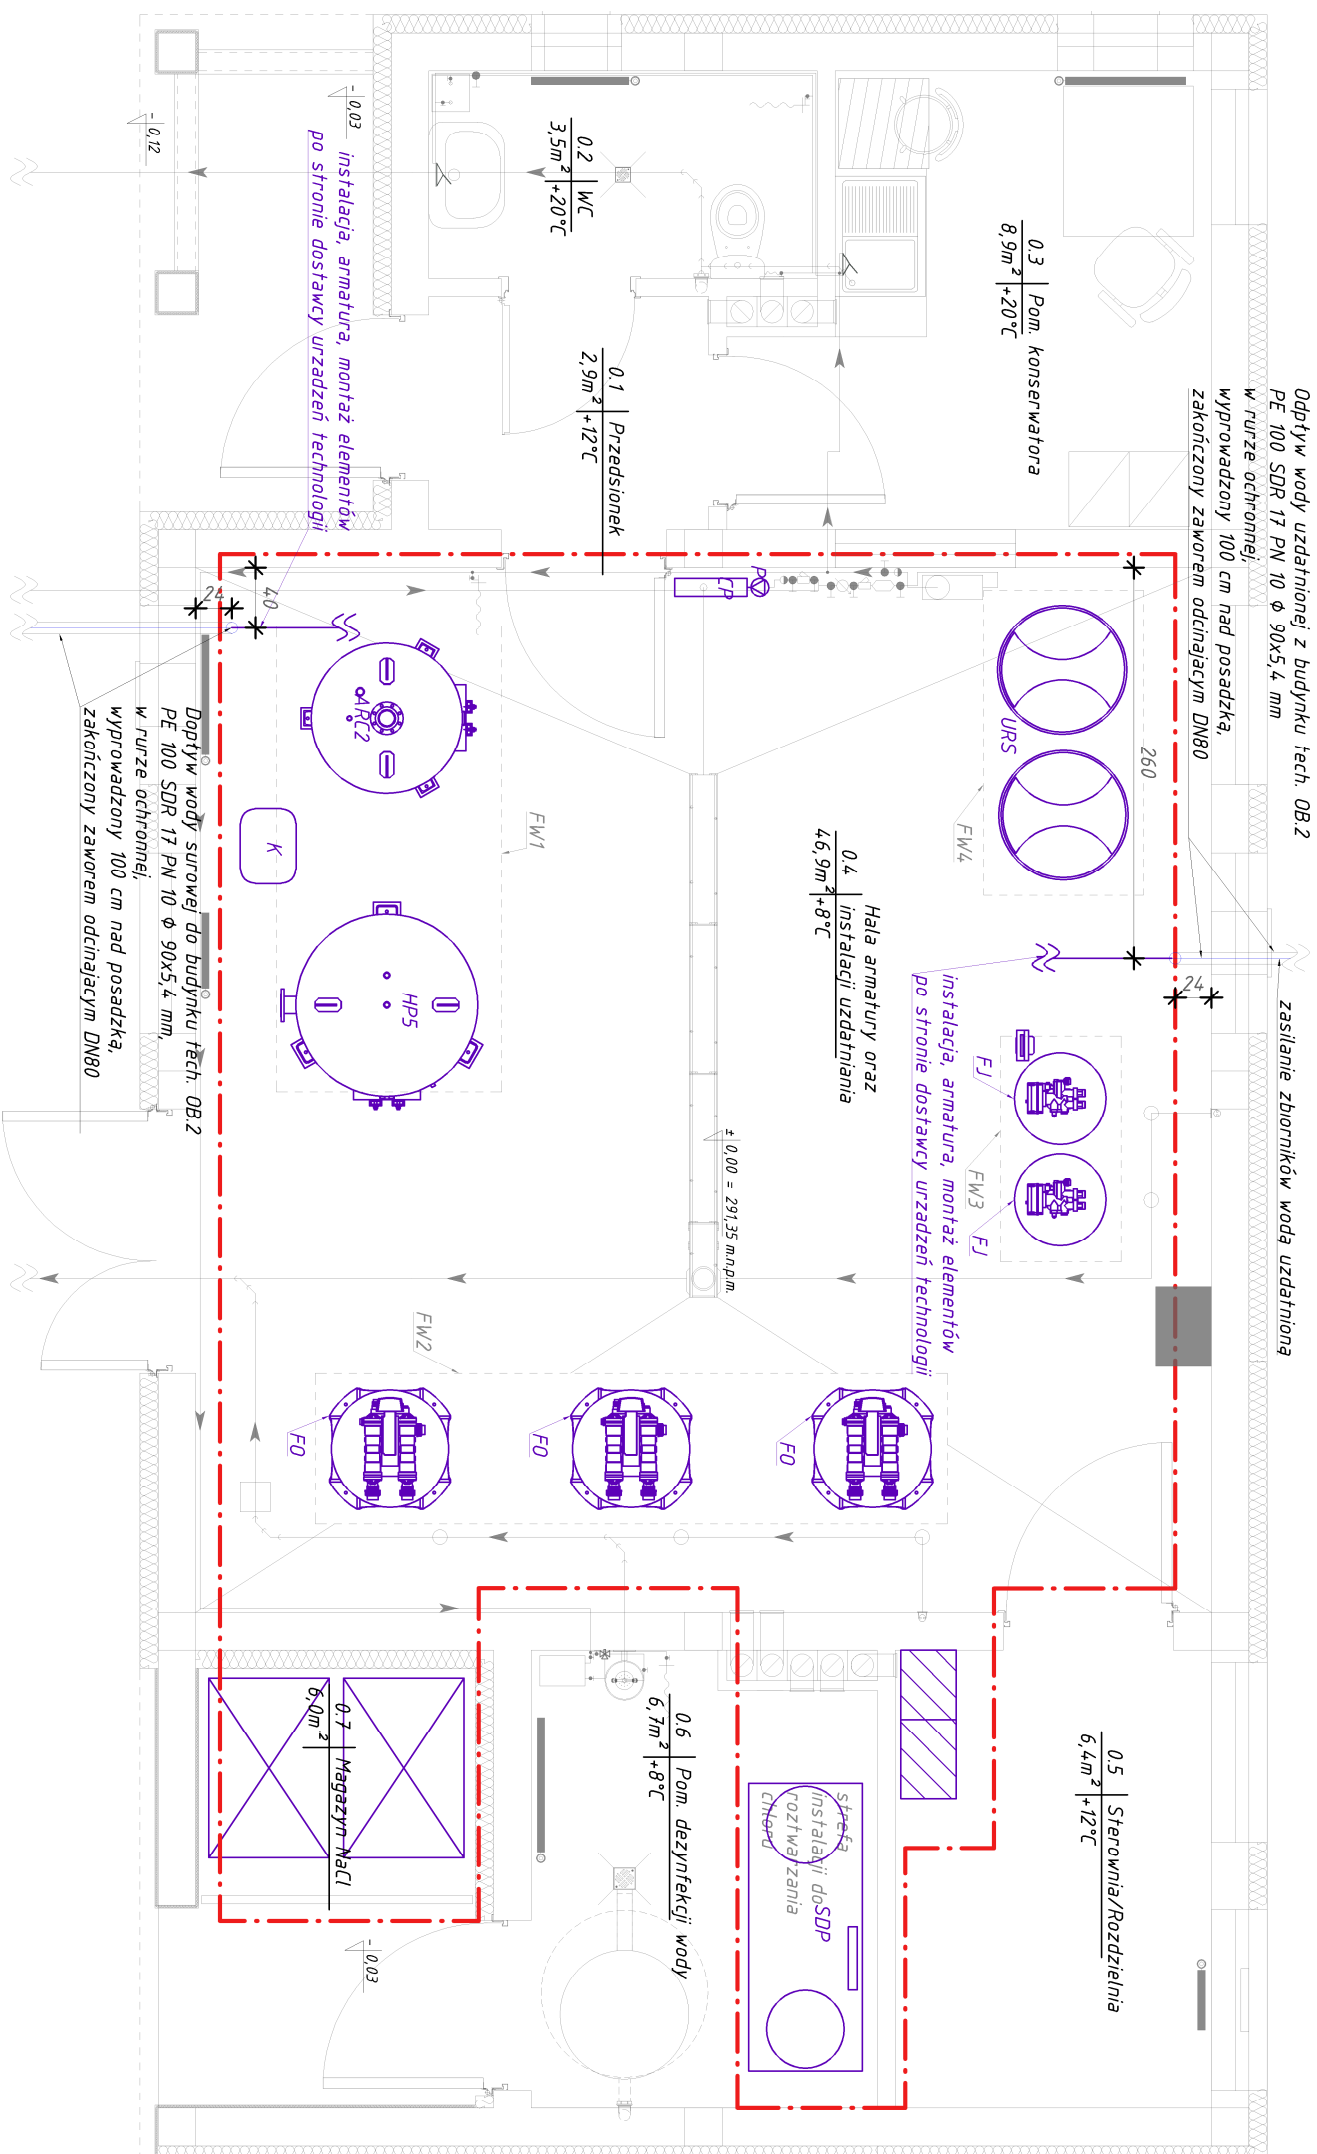 Odpływ wody uzdatnionej z budynku tech. OB.2
PE 100 SDR 17 PN 10 Φ 90x5,4 mm
w rurze ochronnej,
wyprowadzony 100 cm nad posadzką,
zakończony zaworem odcinającym DN80
zasilanie zbiorników wodą uzdatnioną
0.3 Pom. konserwatora
8,9m² +20°C
0.2 WC
3,5m² +20°C
0.1 Przedsionek
2,9m² +12°C
- 0,03
- 0,12
instalacja, armatura, montaż elementów
po stronie dostawcy urządzeń technologii
260
24
40
24
P
CP
URS
FW4
ARC2
K
FW1
HP5
0.4 Hala armatury oraz
instalacji uzdatniania
46,9m² +8°C
instalacja, armatura, montaż elementów
po stronie dostawcy urządzeń technologii
FJ
FW3
FJ
± 0,00 = 291,35 m.n.p.m.
Dopływ wody surowej do budynku tech. OB.2
PE 100 SDR 17 PN 10 Φ 90x5,4 mm,
w rurze ochronnej,
wyprowadzony 100 cm nad posadzką,
zakończony zaworem odcinającym DN80
FW2
FO
FO
FO
0.5 Sterownia/Rozdzielnia
6,4m² +12°C
0.6 Pom. dezynfekcji wody
6,7m² +8°C
0.7 Magazyn NaCl
6,0m²
strefa
instalacji do
roztwarzania
chloru
SDP
- 0,03